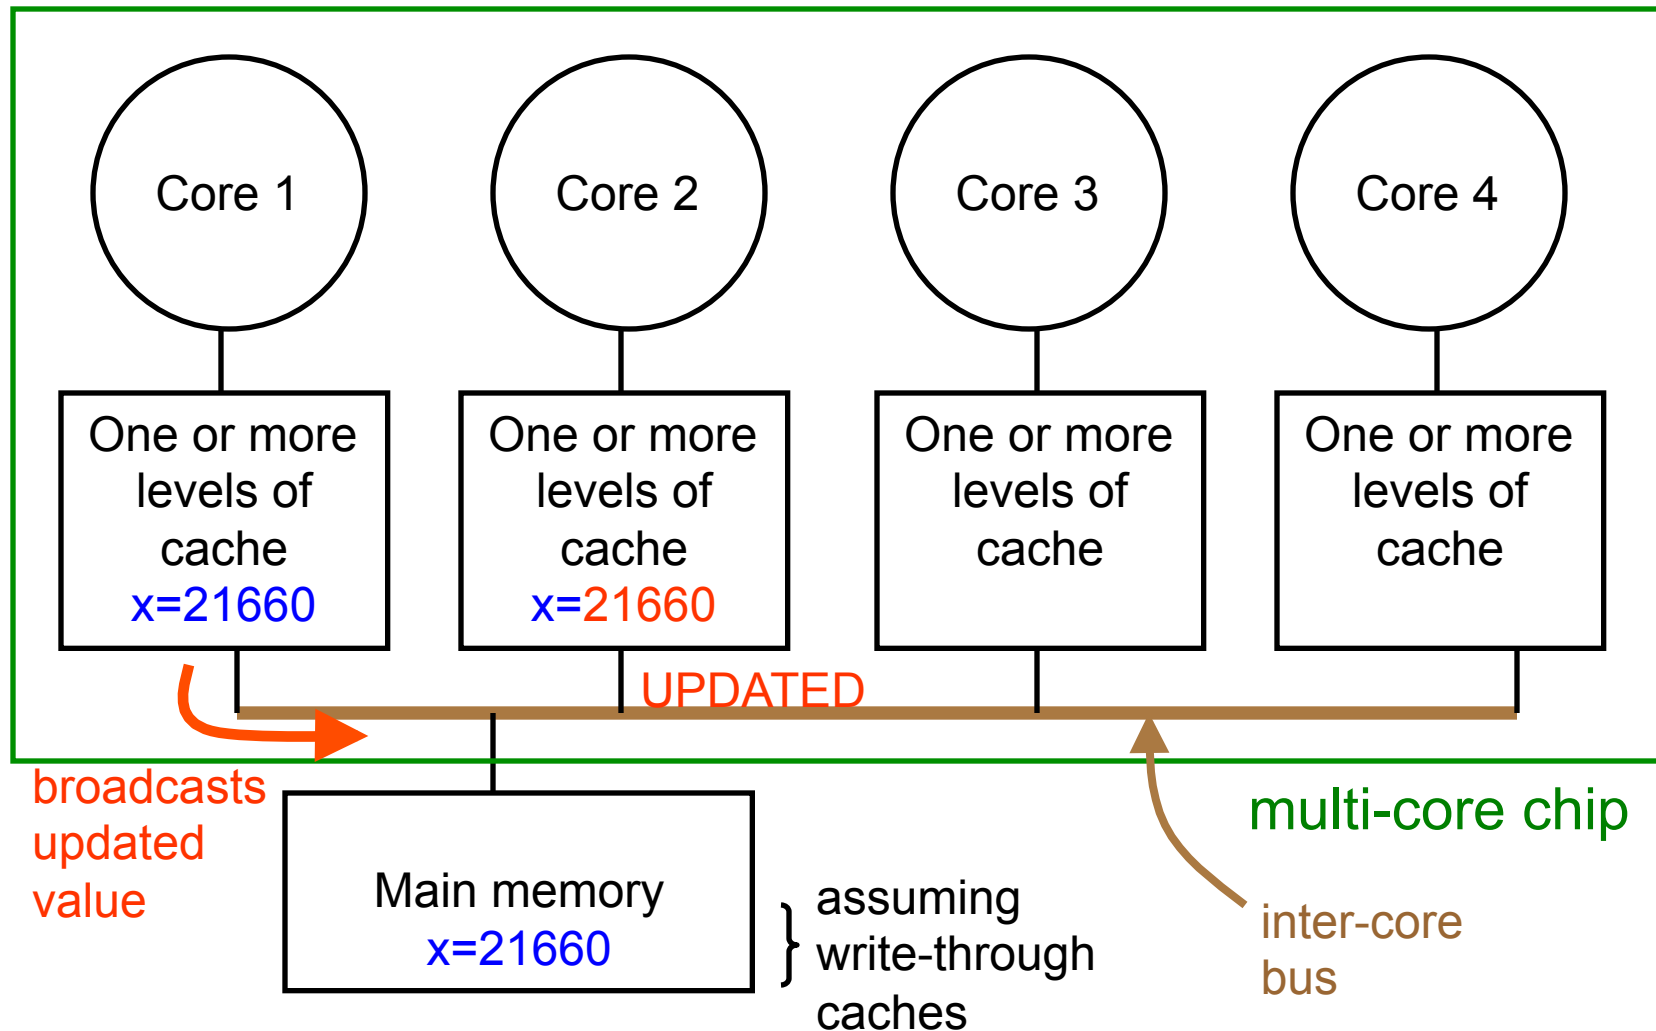 Core 1
Core 2
Core 3
Core 4
One or more
levels of
cache
x=21660
One or more
levels of
cache
x=21660
One or more
levels of
cache
One or more
levels of
cache
UPDATED
broadcasts
updated
value
multi-core chip
Main memory
x=21660
assuming
write-through
caches
inter-core
bus